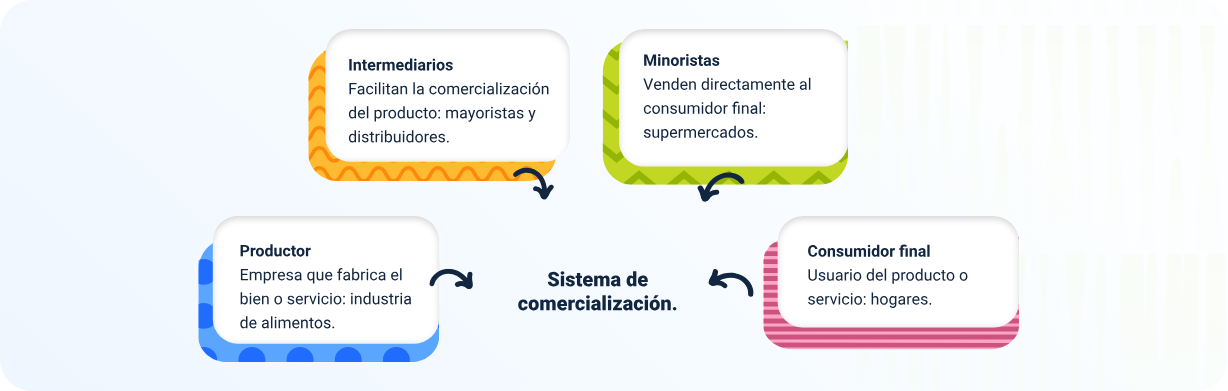 Intermediarios
Facilitan la comercialización
del producto: mayoristas y
distribuidores.
Minoristas
Venden directamente al
consumidor final:
supermercados.
Productor
Empresa que fabrica el
bien o servicio: industria
de alimentos.
Sistema de
comercialización.
Consumidor final
Usuario del producto o
servicio: hogares.